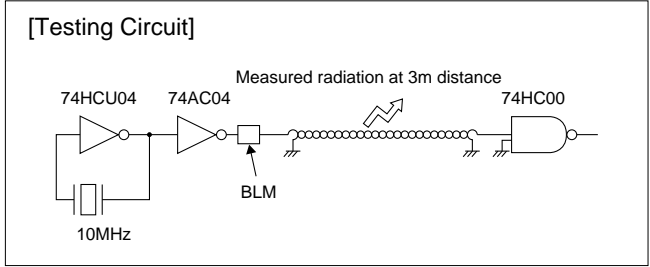 [Testing Circuit]
Measured radiation at 3m distance
74HCU04 74AC04 74HC00
BLM
10MHz